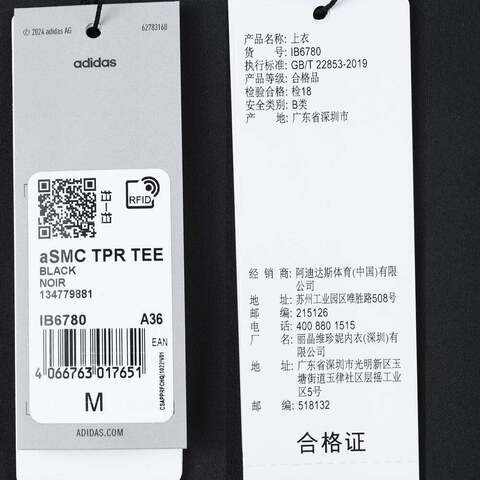 © 2024 adidas AG
62783160
adidas
扫一扫
RFID
aSMC TPR TEE
BLACK
NOIR
134779881
IB6780 A36
EAN
4 066763 017651
M
ADIDAS.COM
产品名称: 上衣
货 号: IB6780
执行标准: GB/T 22853-2019
产品等级: 合格品
检验合格: 检18
安全类别: B类
产 地: 广东省深圳市
经 销 商: 阿迪达斯体育(中国)有限
公司
地 址: 苏州工业园区唯胜路508号
邮 编: 215126
电 话: 400 880 1515
厂 名: 丽晶维珍妮内衣(深圳)有
限公司
地 址: 广东省深圳市光明新区玉
塘街道玉律社区层摇工业
区5号
邮 编: 518132
合格证